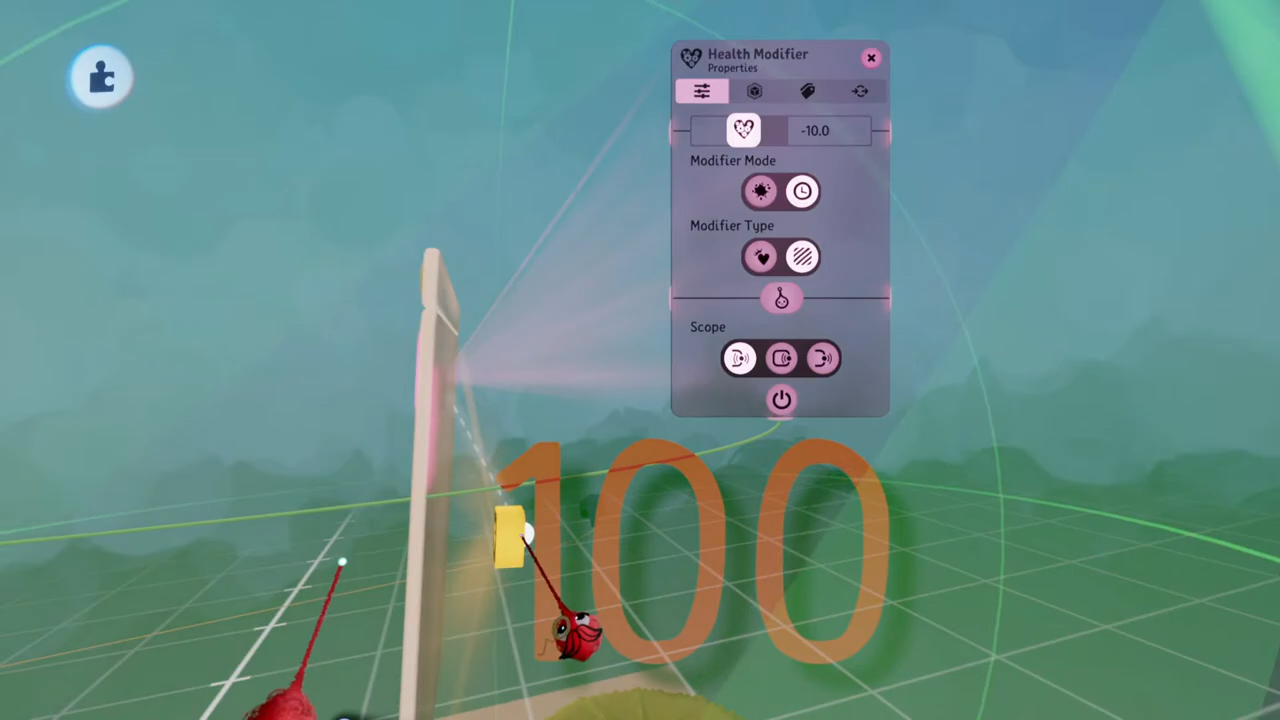 Health Modifier
Properties
-10.0
Modifier Mode
Modifier Type
Scope
100